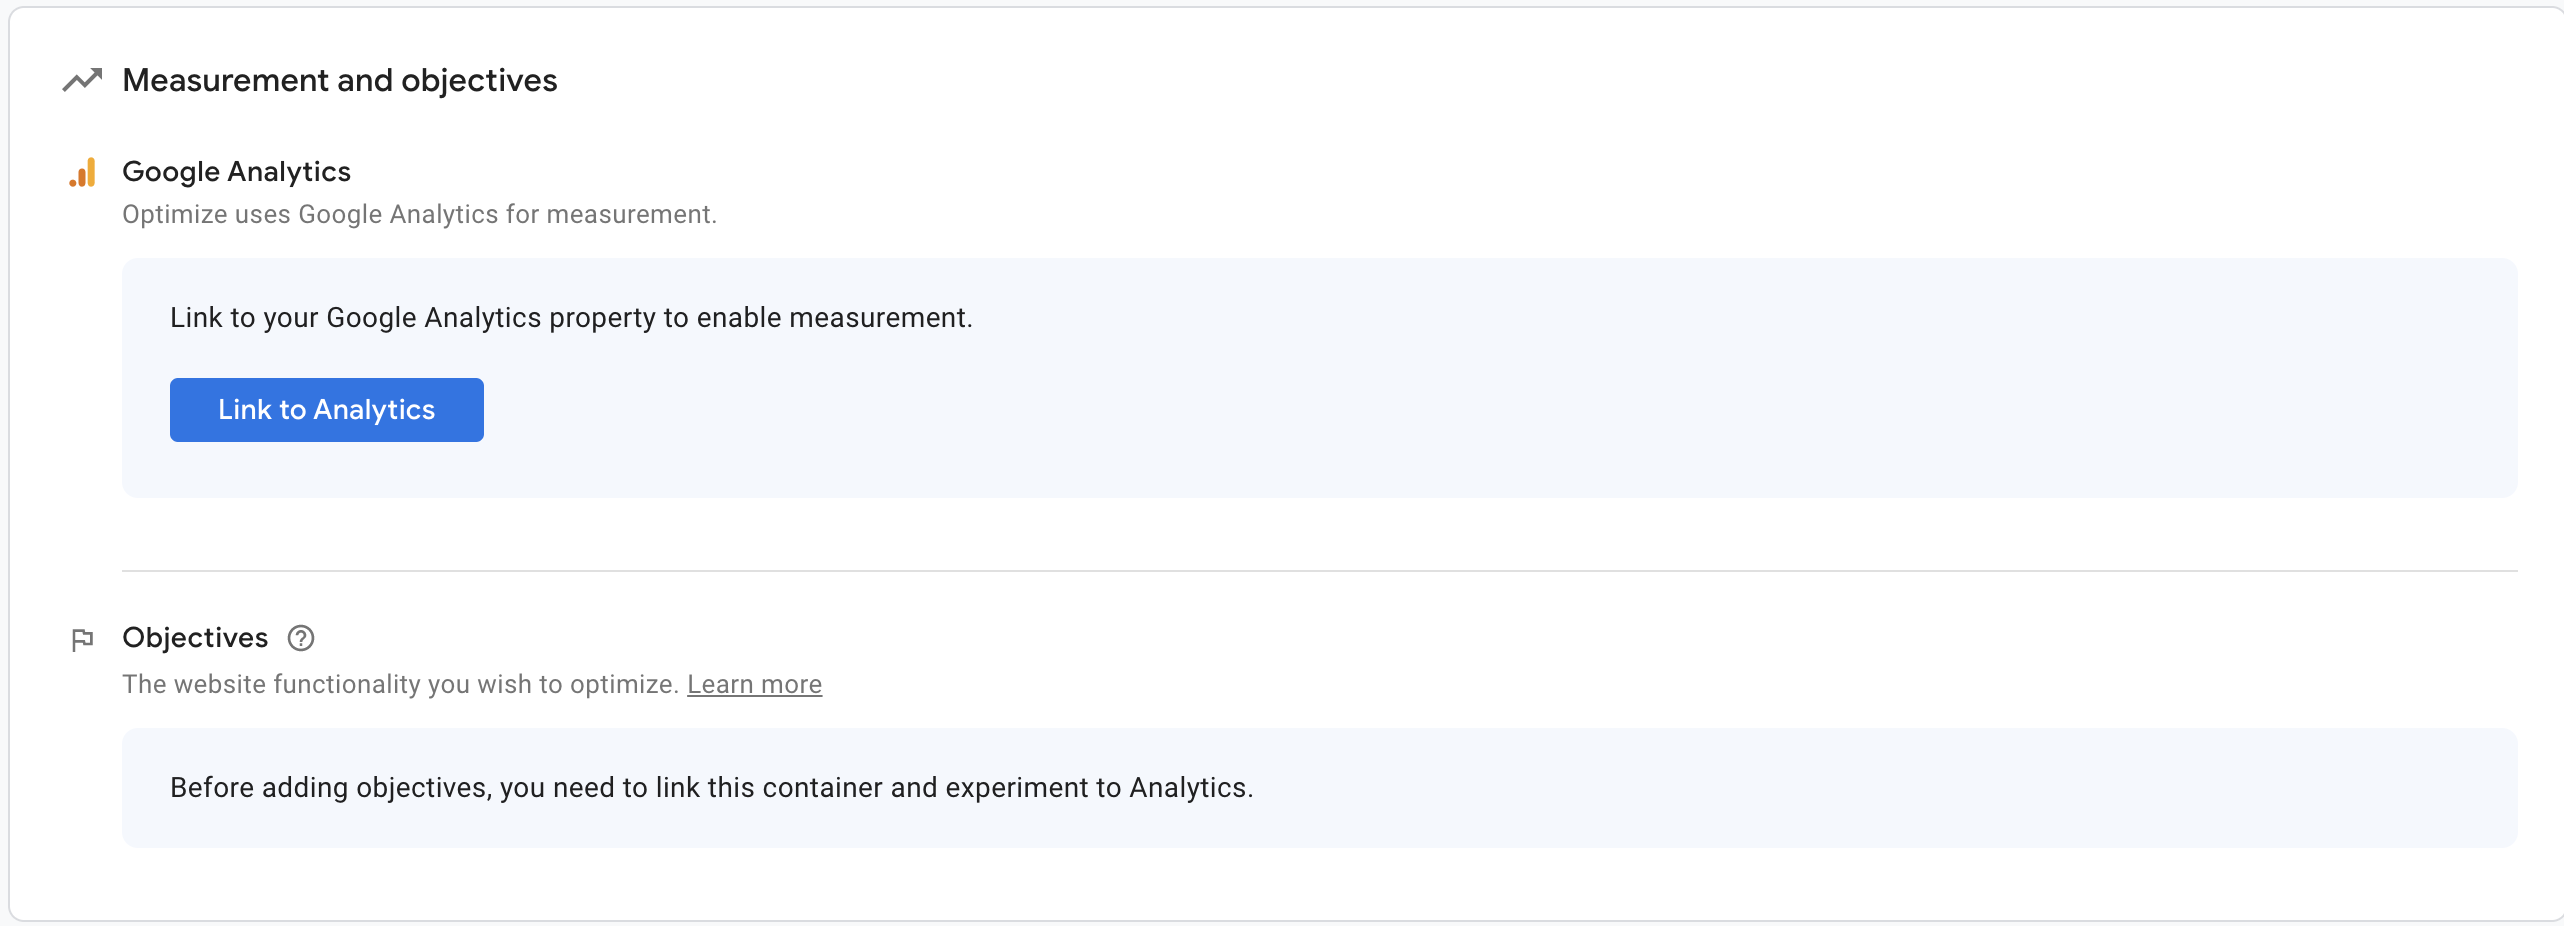 Measurement and objectives
Google Analytics
Optimize uses Google Analytics for measurement.
Link to your Google Analytics property to enable measurement.
Link to Analytics
Objectives
The website functionality you wish to optimize. Learn more
Before adding objectives, you need to link this container and experiment to Analytics.